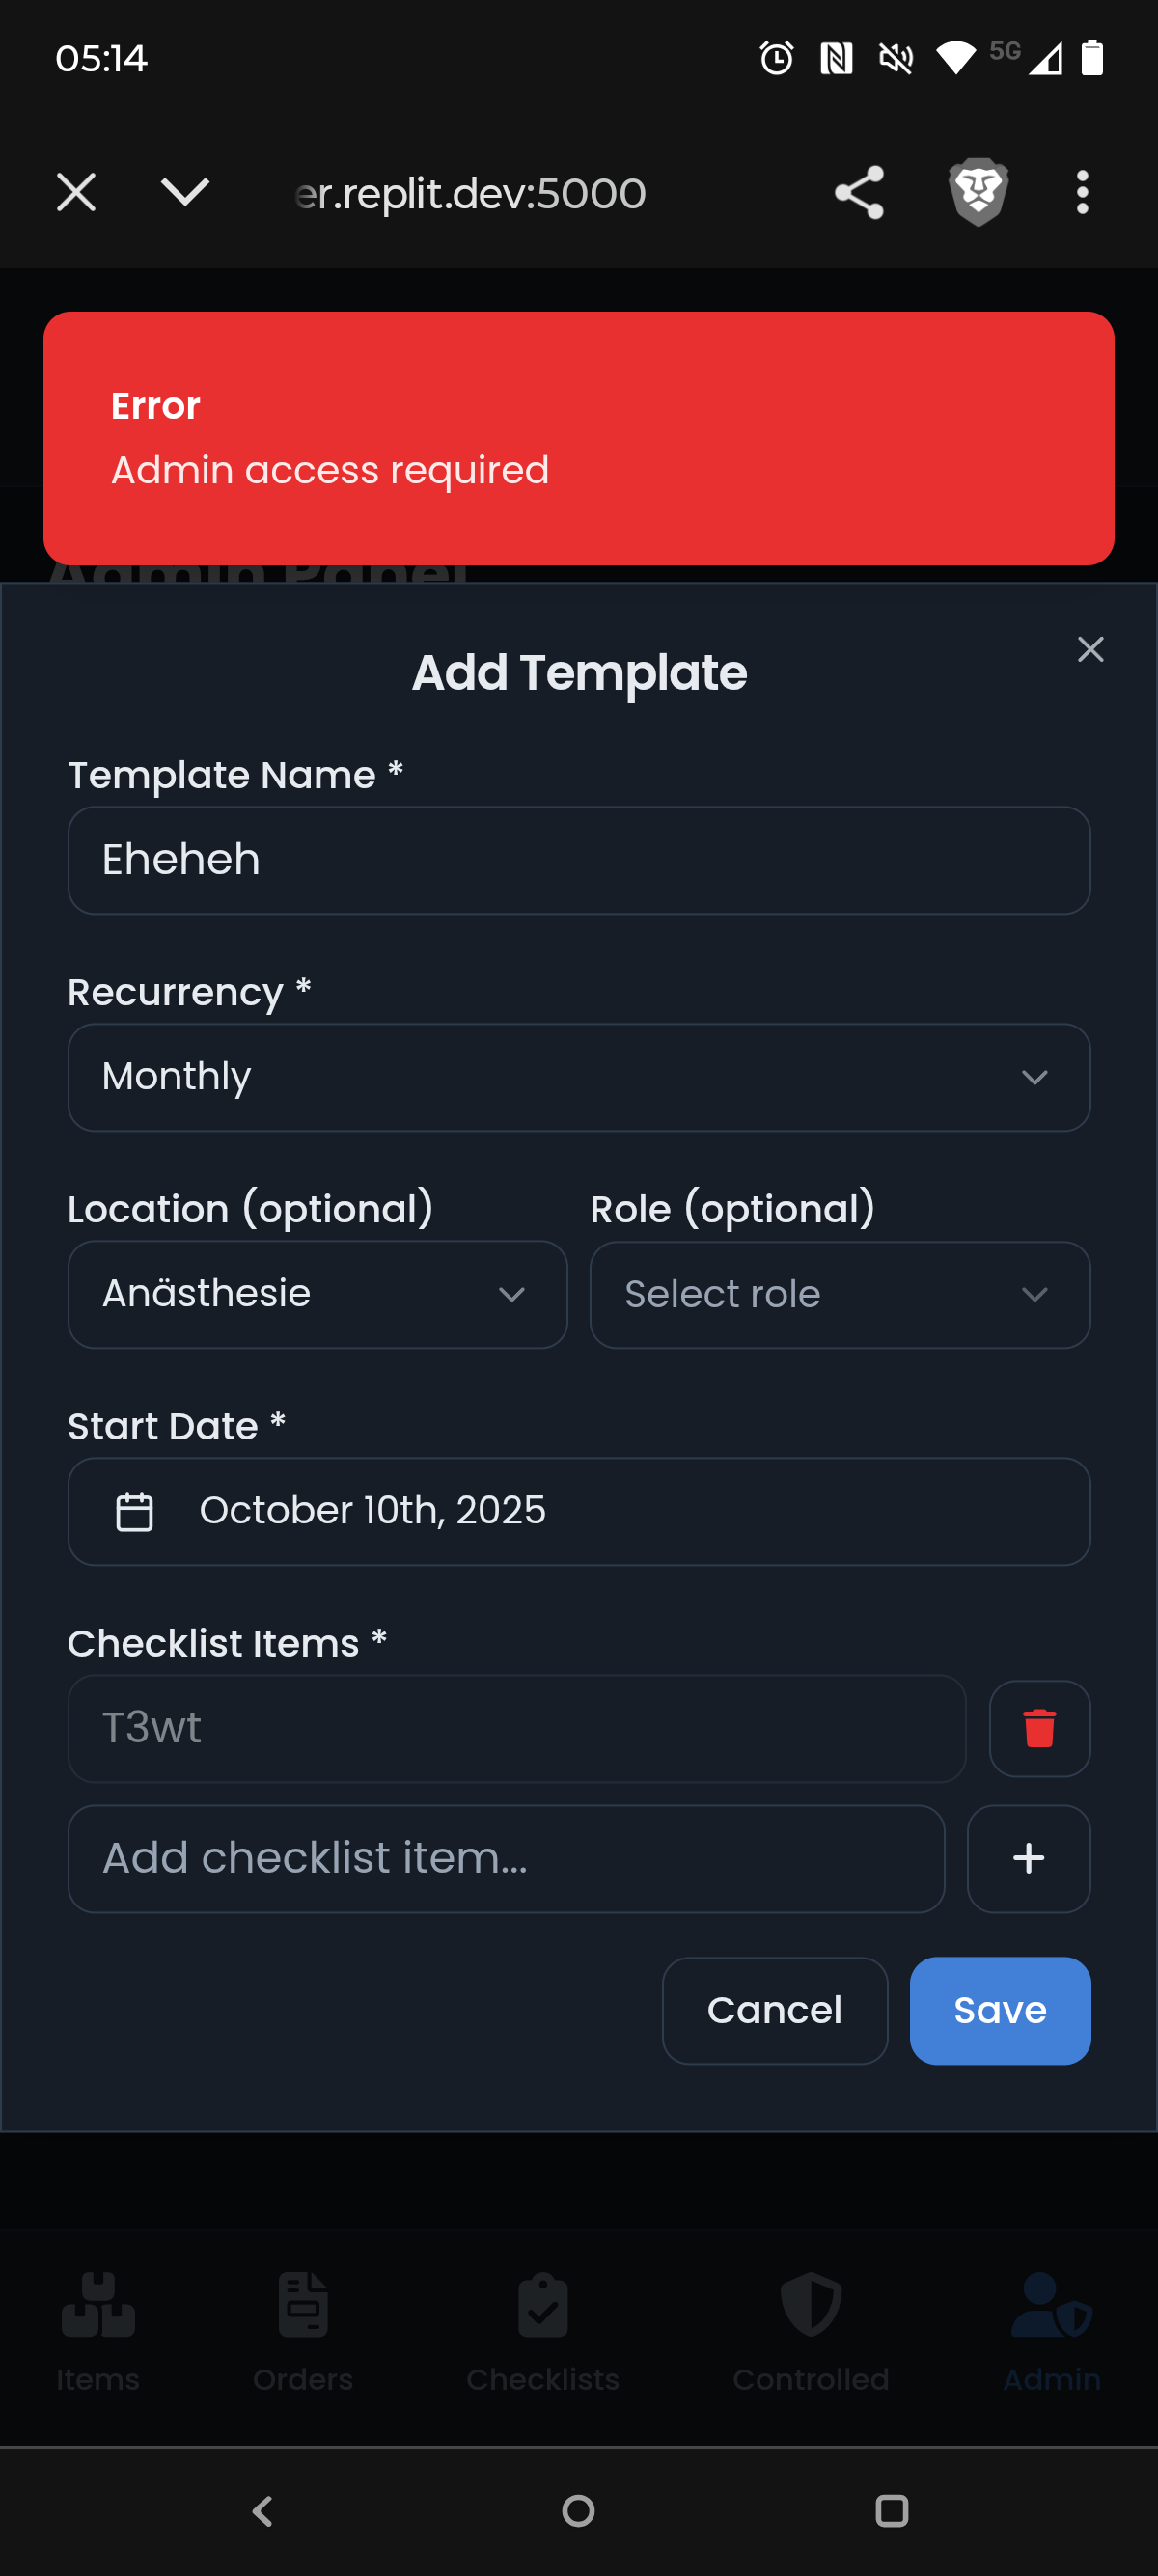 05:14
5G
er.replit.dev:5000
Error
Admin access required
Admin Panel
Add Template
Template Name *
Eheheh
Recurrency *
Monthly
Location (optional)
Role (optional)
Anästhesie
Select role
Start Date *
October 10th, 2025
Checklist Items *
T3wt
Add checklist item...
Cancel
Save
Items
Orders
Checklists
Controlled
Admin